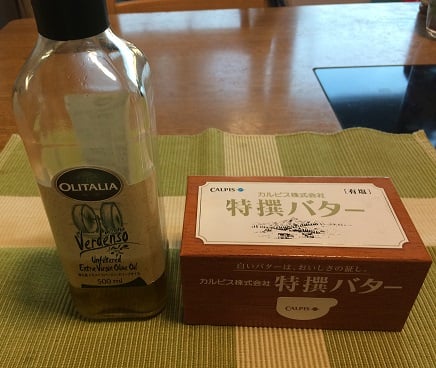 OLITALIA
Verdenso
Unfiltered
Extra Virgin Olive Oil
500 ml
CALPIS
カルピス株式会社
[有塩]
特撰バター
白いバターは、おいしさの証し。
カルピス株式会社 特撰バター
CALPIS